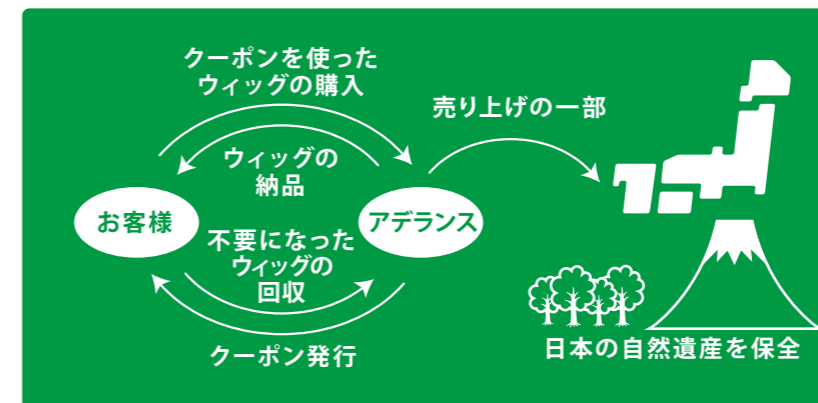 クーポンを使った
ウィッグの購入
売り上げの一部
ウィッグの
納品
お客様
アデランス
不要になった
ウィッグの
回収
クーポン発行
日本の自然遺産を保全